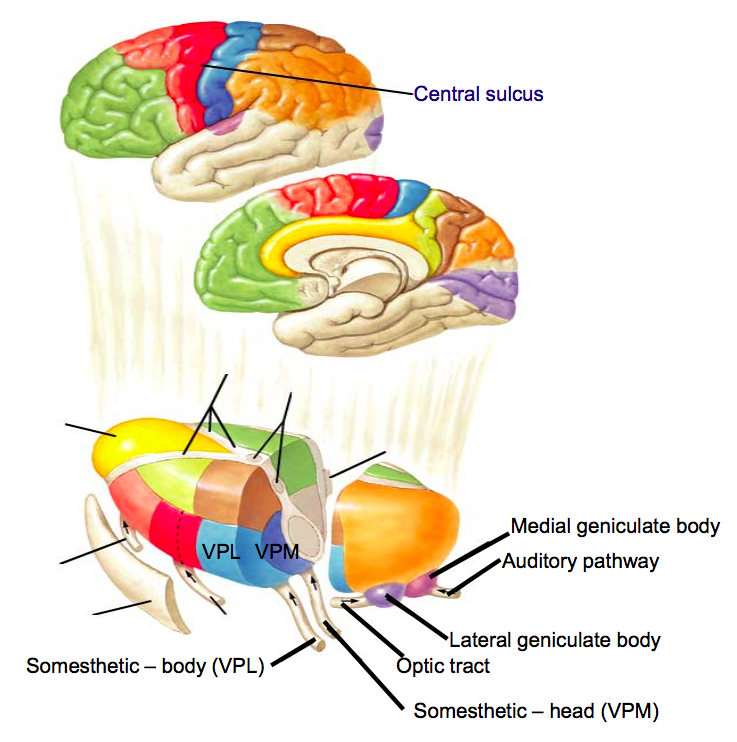 Central sulcus
VPL VPM
Medial geniculate body
Auditory pathway
Lateral geniculate body
Somesthetic – body (VPL)
Optic tract
Somesthetic – head (VPM)